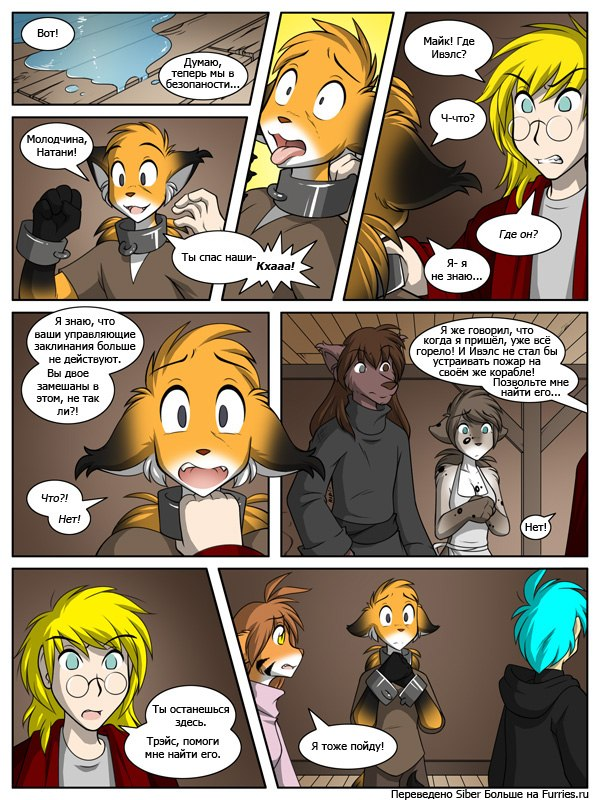 Вот!
Думаю,
теперь мы в
безопаности...
Молодчина,
Натани!
Ты спас наши-
Кхааа!
Майк! Где
Ивэлс?
Ч-что?
Где он?
Я- я
не знаю...
Я знаю, что
ваши управляющие
заклинания больше
не действуют.
Вы двое
замешаны в
этом, не так
ли?!
Что?!
Нет!
Я же говорил, что
когда я пришёл, уже всё
горело! И Ивэлс не стал бы
устраивать пожар на
своём же корабле!
Позвольте мне
найти его...
Нет!
Ты останешься
здесь.
Трэйс, помоги
мне найти его.
Я тоже пойду!
Переведено Siber Больше на Furries.ru